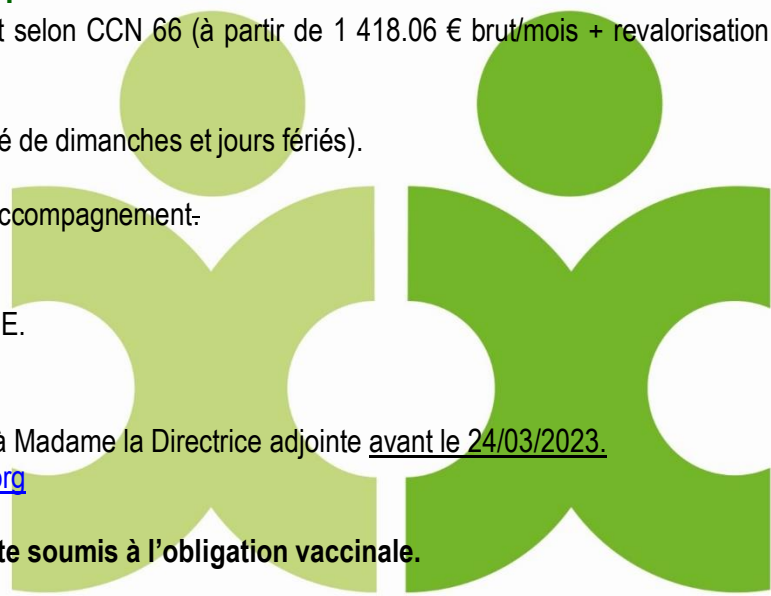 t selon CCN 66 (à partir de 1 418.06 € brut/mois + revalorisation
é de dimanches et jours fériés).
ccompagnement.
E.
à Madame la Directrice adjointe avant le 24/03/2023.
org
te soumis à l’obligation vaccinale.